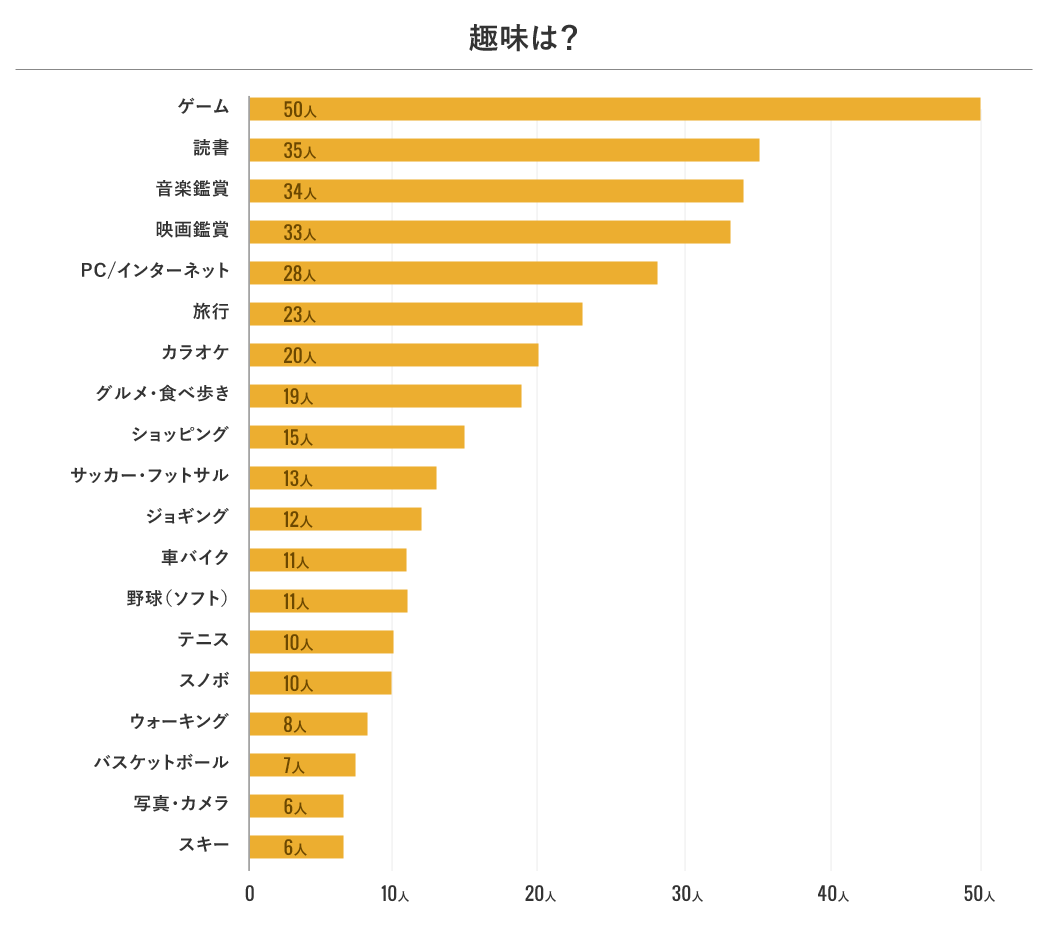 趣味は？
ゲーム 50人
読書 35人
音楽鑑賞 34人
映画鑑賞 33人
PC/インターネット 28人
旅行 23人
カラオケ 20人
グルメ・食べ歩き 19人
ショッピング 15人
サッカー・フットサル 13人
ジョギング 12人
車バイク 11人
野球（ソフト） 11人
テニス 10人
スノボ 10人
ウォーキング 8人
バスケットボール 7人
写真・カメラ 6人
スキー 6人
0 10人 20人 30人 40人 50人